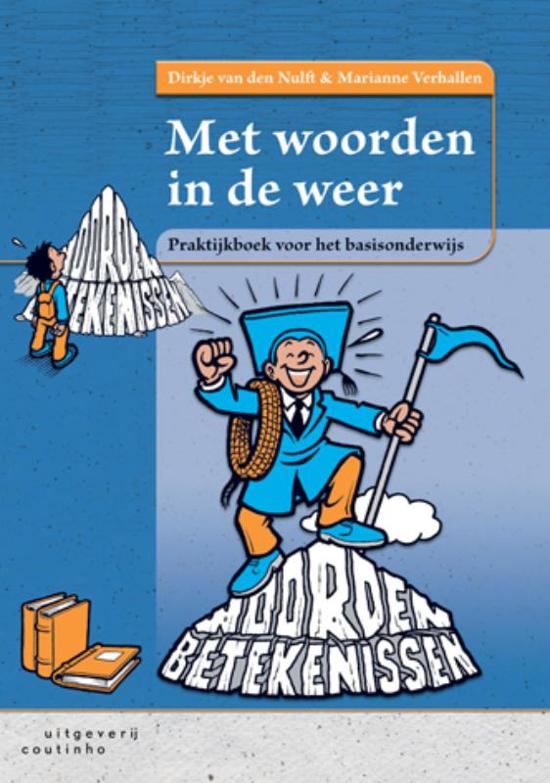 Dirkje van den Nulft & Marianne Verhallen
Met woorden
in de weer
Praktijkboek voor het basisonderwijs
WOORDEN
BETEKENISSEN
WOORDEN
BETEKENISSEN
uitgeverij
coutinho